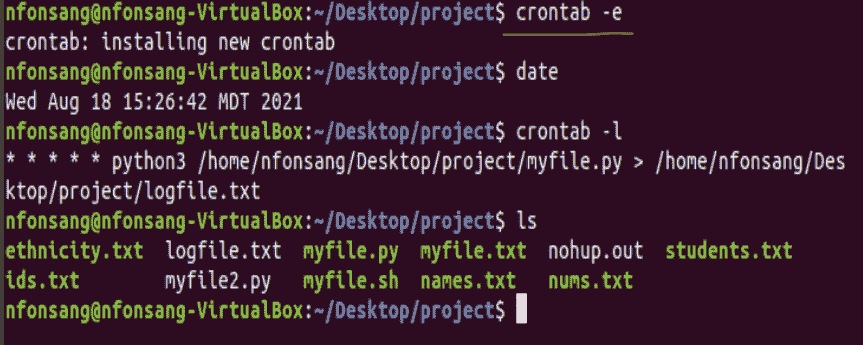 nfonsang@nfonsang-VirtualBox:~/Desktop/project$ crontab -e
crontab: installing new crontab
nfonsang@nfonsang-VirtualBox:~/Desktop/project$ date
Wed Aug 18 15:26:42 MDT 2021
nfonsang@nfonsang-VirtualBox:~/Desktop/project$ crontab -l
* * * * * python3 /home/nfonsang/Desktop/project/myfile.py > /home/nfonsang/Des
ktop/project/logfile.txt
nfonsang@nfonsang-VirtualBox:~/Desktop/project$ ls
ethnicity.txt logfile.txt myfile.py myfile.txt nohup.out students.txt
ids.txt myfile2.py myfile.sh names.txt nums.txt
nfonsang@nfonsang-VirtualBox:~/Desktop/project$